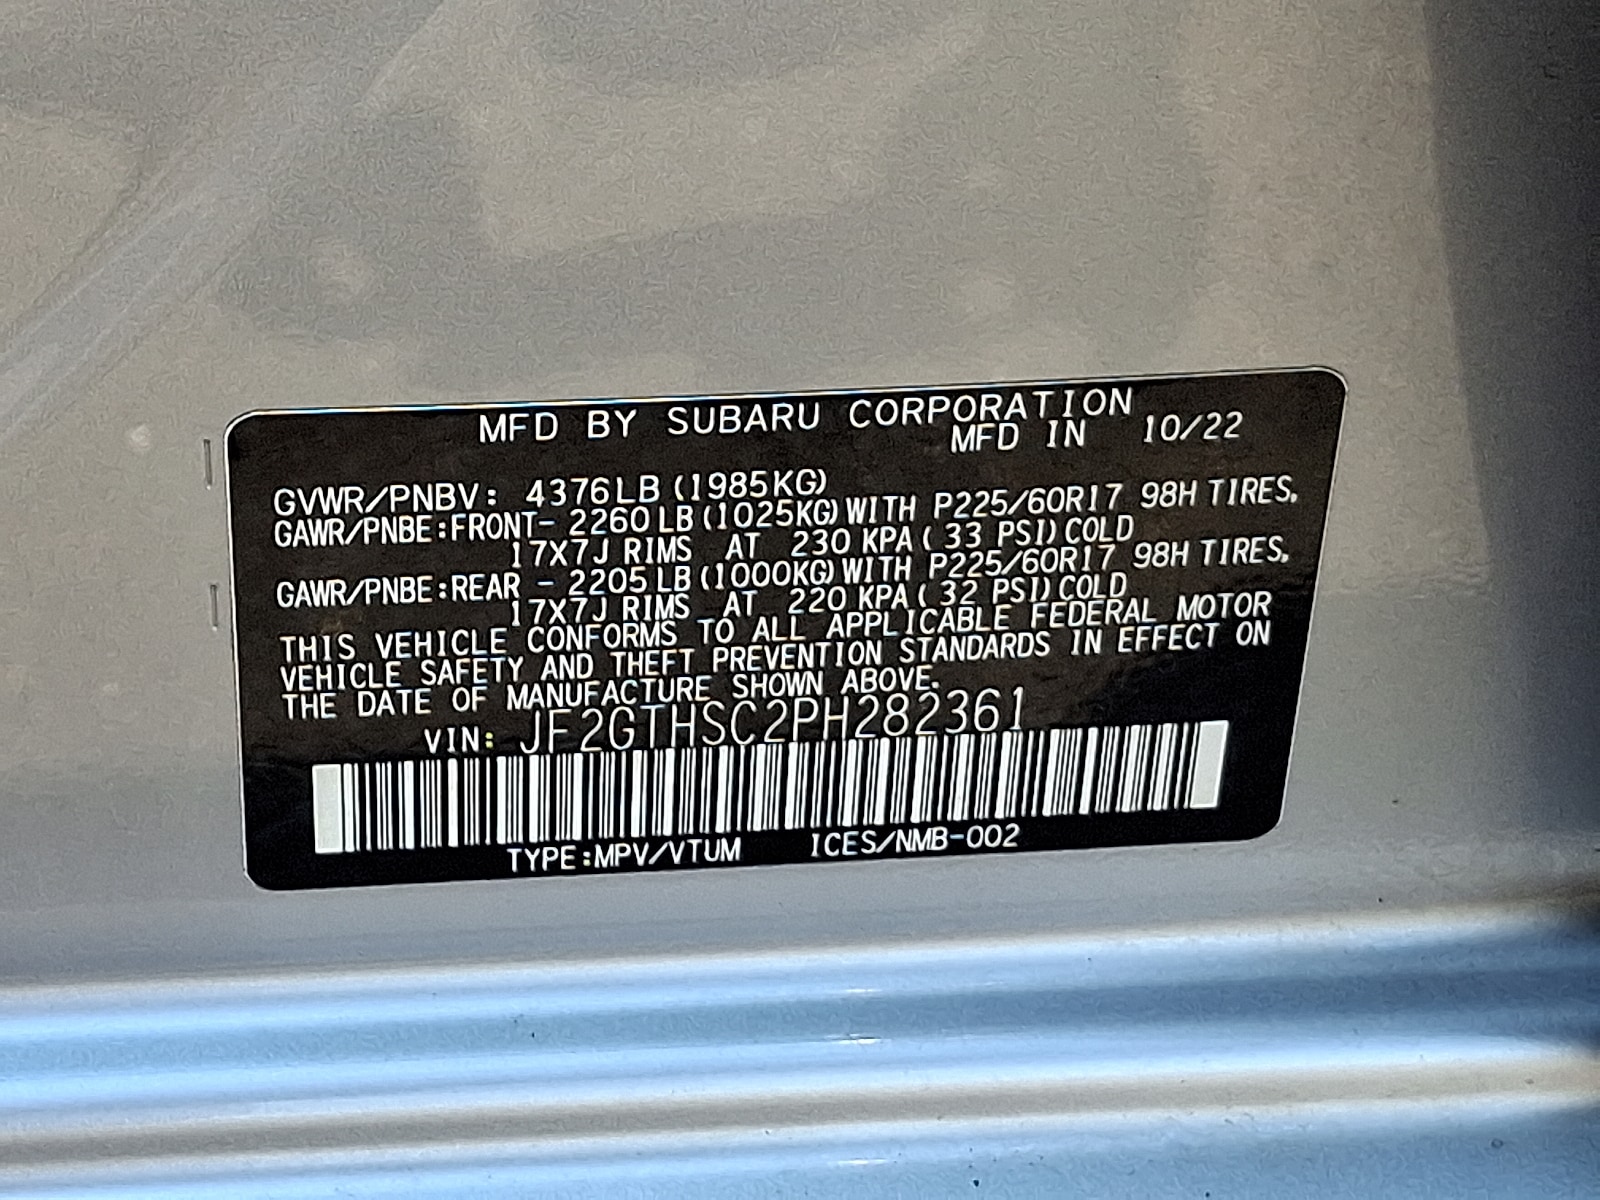 MFD BY SUBARU CORPORATION
MFD IN 10/22
GVWR/PNBV: 4376LB (1985KG)
GAWR/PNBE:FRONT- 2260 LB (1025KG) WITH P225/60R17 98H TIRES,
17X7J RIMS AT 230 KPA ( 33 PSI) COLD
GAWR/PNBE:REAR - 2205 LB (1000KG) WITH P225/60R17 98H TIRES,
17X7J RIMS AT 220 KPA ( 32 PSI) COLD
THIS VEHICLE CONFORMS TO ALL APPLICABLE FEDERAL MOTOR
VEHICLE SAFETY AND THEFT PREVENTION STANDARDS IN EFFECT ON
THE DATE OF MANUFACTURE SHOWN ABOVE.
VIN: JF2GTHSC2PH282361
TYPE:MPV/VTUM ICES/NMB-002